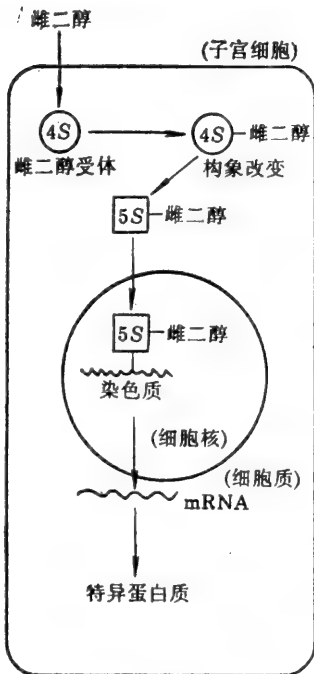 雌二醇
(子宫细胞)
4S
4S—雌二醇
雌二醇受体
构象改变
5S—雌二醇
5S—雌二醇
染色质
(细胞核)
(细胞质)
mRNA
特异蛋白质